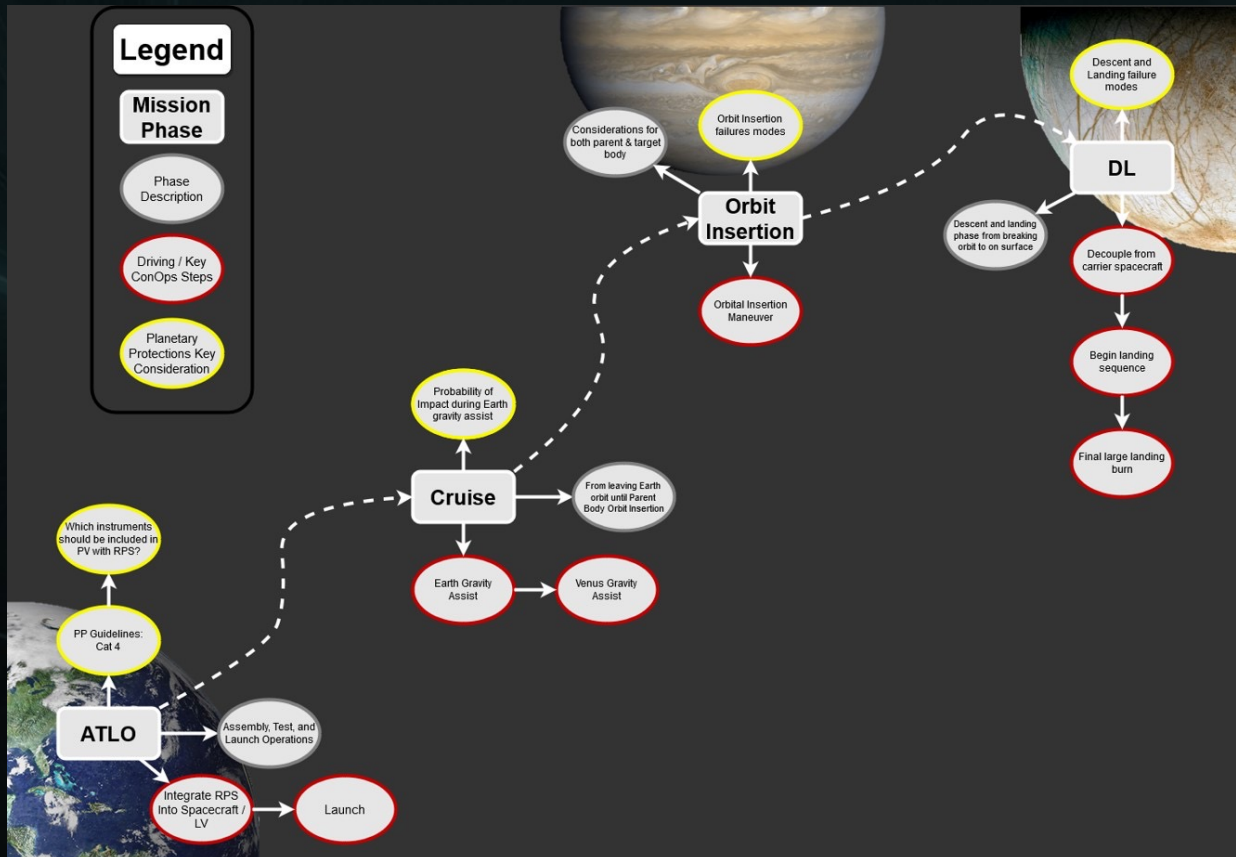 Legend
Mission
Phase
Phase
Description
Driving / Key
ConOps Steps
Planetary
Protections Key
Consideration
Considerations for
both parent & target
body
Orbit Insertion
failures modes
Orbit
Insertion
Orbital Insertion
Maneuver
Descent and
Landing failure
modes
DL
Descent and landing
phase from breaking
orbit to on surface
Decouple from
carrier spacecraft
Begin landing
sequence
Final large landing
burn
Probability of
Impact during Earth
gravity assist
Cruise
From leaving Earth
orbit until Parent
Body Orbit Insertion
Earth Gravity
Assist
Venus Gravity
Assist
Which instruments
should be included in
PV with RPS?
PP Guidelines:
Cat 4
ATLO
Assembly, Test, and
Launch Operations
Integrate RPS
Into Spacecraft /
LV
Launch